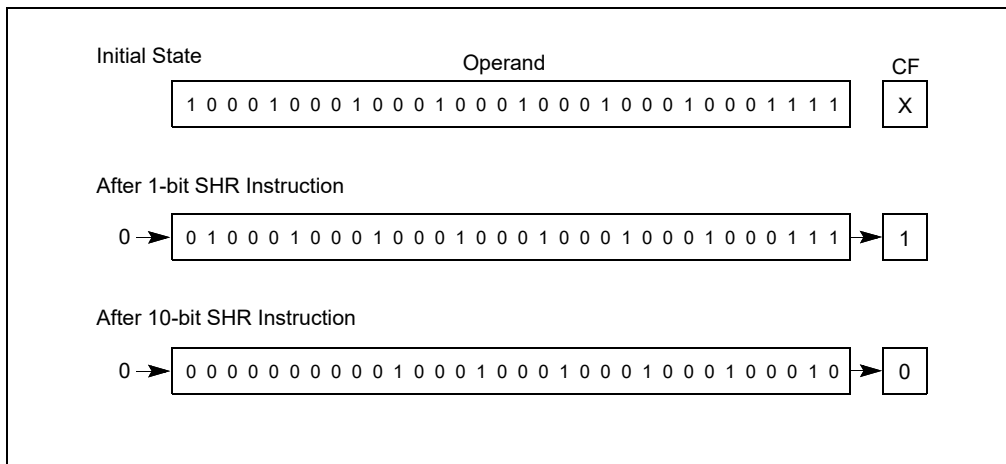 Initial State
Operand
CF
1 0 0 0 1 0 0 0 1 0 0 0 1 0 0 0 1 0 0 0 1 0 0 0 1 0 0 0 1 1 1 1 X
After 1-bit SHR Instruction
0 0 1 0 0 0 1 0 0 0 1 0 0 0 1 0 0 0 1 0 0 0 1 0 0 0 1 0 0 0 1 1 1 1
After 10-bit SHR Instruction
0 0 0 0 0 0 0 0 0 0 0 1 0 0 0 1 0 0 0 1 0 0 0 1 0 0 0 1 0 0 0 1 0 0